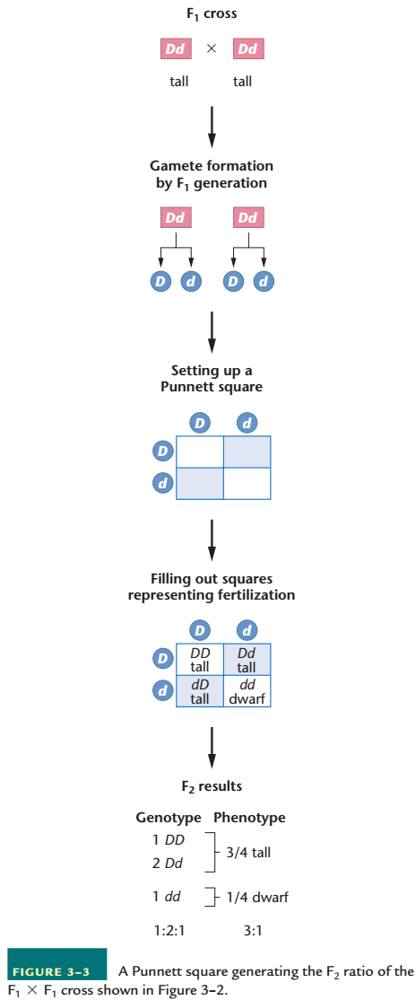 F₁ cross
Dd × Dd
tall tall
Gamete formation
by F₁ generation
Dd Dd
D d D d
Setting up a
Punnett square
D d
D
d
Filling out squares
representing fertilization
D d
D DD Dd
tall tall
d dD dd
tall dwarf
F₂ results
Genotype Phenotype
1 DD
3/4 tall
2 Dd
1 dd 1/4 dwarf
1:2:1 3:1
FIGURE 3–3 A Punnett square generating the F₂ ratio of the
F₁ × F₁ cross shown in Figure 3–2.